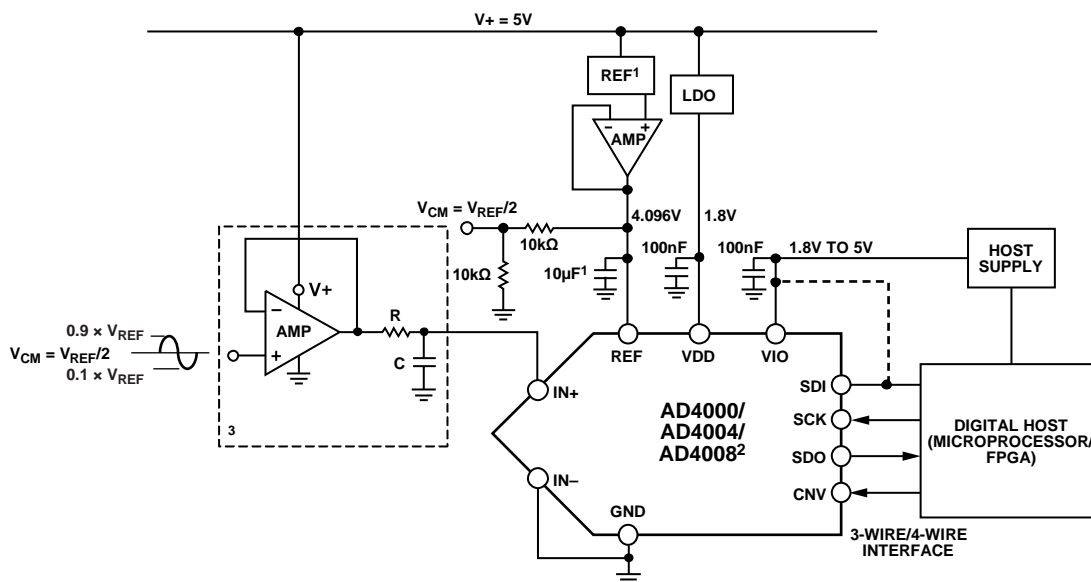 V+ = 5V
REF1
LDO
AMP
VCM = VREF/2
4.096V
1.8V
10kΩ
10kΩ
10µF1
100nF
100nF
1.8V TO 5V
HOST
SUPPLY
V+
AMP
R
C
3
0.9 × VREF
VCM = VREF/2
0.1 × VREF
REF
VDD
VIO
IN+
IN–
GND
AD4000/
AD4004/
AD40082
SDI
SCK
SDO
CNV
DIGITAL HOST
(MICROPROCESSOR/
FPGA)
3-WIRE/4-WIRE
INTERFACE